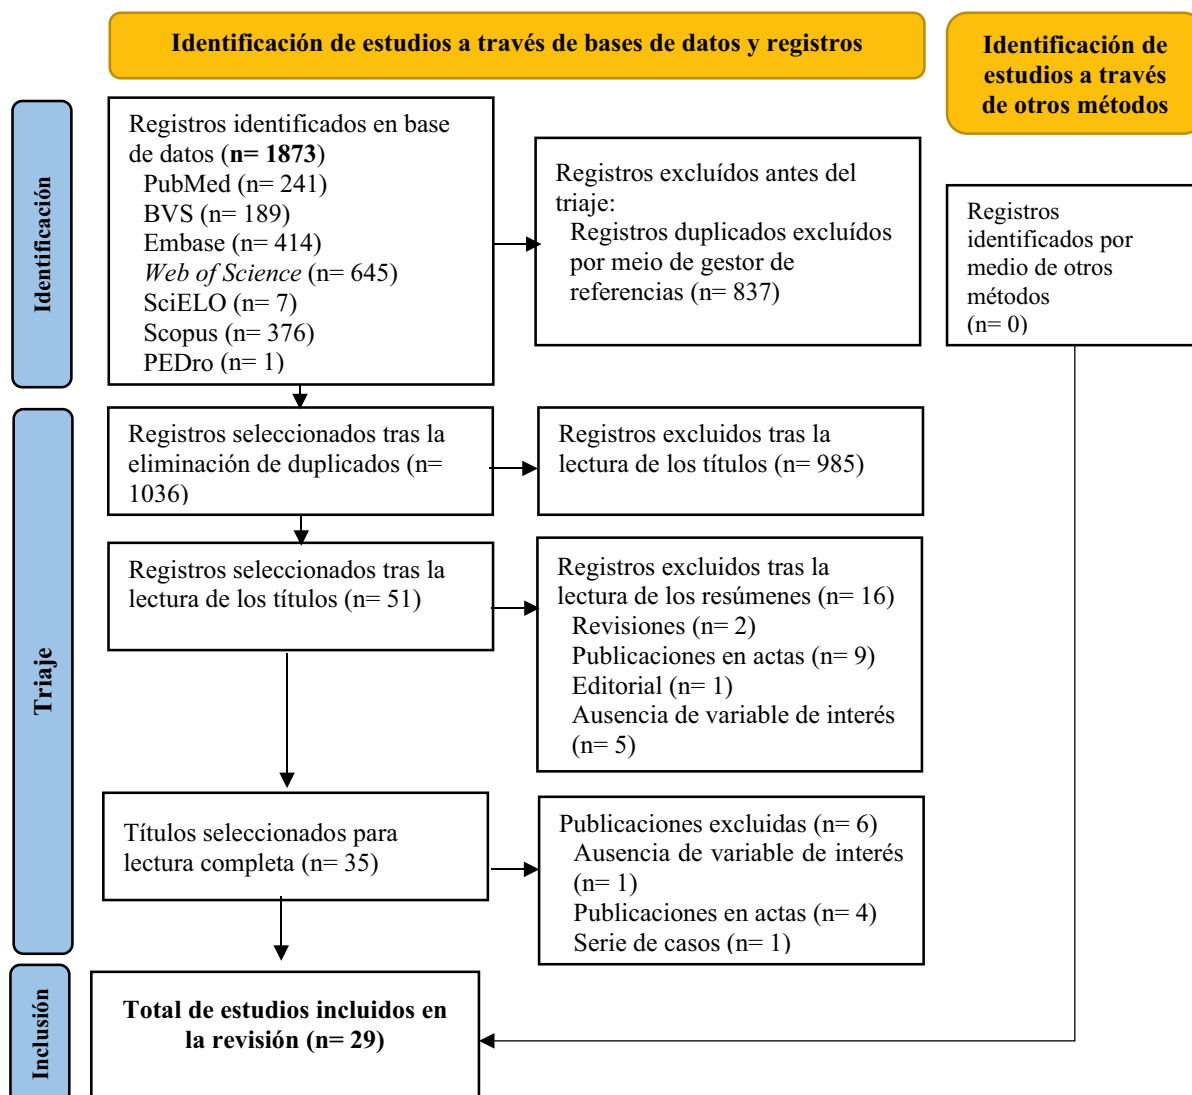 Identificación de estudios a través de bases de datos y registros
Identificación de
estudios a través
de otros métodos
Identificación
Registros identificados en base
de datos (n= 1873)
PubMed (n= 241)
BVS (n= 189)
Embase (n= 414)
Web of Science (n= 645)
SciELO (n= 7)
Scopus (n= 376)
PEDro (n= 1)
Registros excluídos antes del
triaje:
Registros duplicados excluídos
por meio de gestor de
referencias (n= 837)
Registros
identificados por
medio de otros
métodos
(n= 0)
Triaje
Registros seleccionados tras la
eliminación de duplicados (n=
1036)
Registros excluidos tras la
lectura de los títulos (n= 985)
Registros seleccionados tras la
lectura de los títulos (n= 51)
Registros excluidos tras la
lectura de los resúmenes (n= 16)
Revisiones (n= 2)
Publicaciones en actas (n= 9)
Editorial (n= 1)
Ausencia de variable de interés
(n= 5)
Títulos seleccionados para
lectura completa (n= 35)
Publicaciones excluidas (n= 6)
Ausencia de variable de interés
(n= 1)
Publicaciones en actas (n= 4)
Serie de casos (n= 1)
Inclusión
Total de estudios incluidos en
la revisión (n= 29)